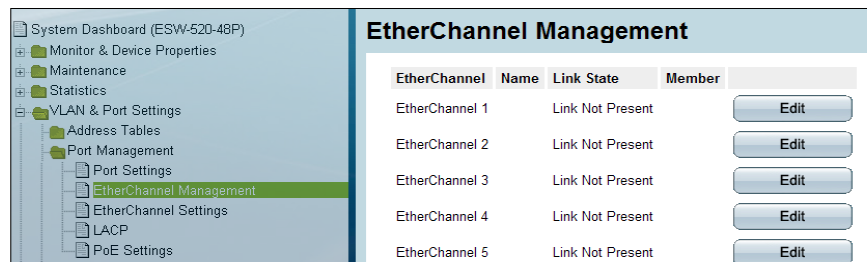 System Dashboard (ESW-520-48P)
Monitor & Device Properties
Maintenance
Statistics
VLAN & Port Settings
Address Tables
Port Management
Port Settings
EtherChannel Management
EtherChannel Settings
LACP
PoE Settings
EtherChannel Management
EtherChannel Name Link State Member
EtherChannel 1 Link Not Present Edit
EtherChannel 2 Link Not Present Edit
EtherChannel 3 Link Not Present Edit
EtherChannel 4 Link Not Present Edit
EtherChannel 5 Link Not Present Edit